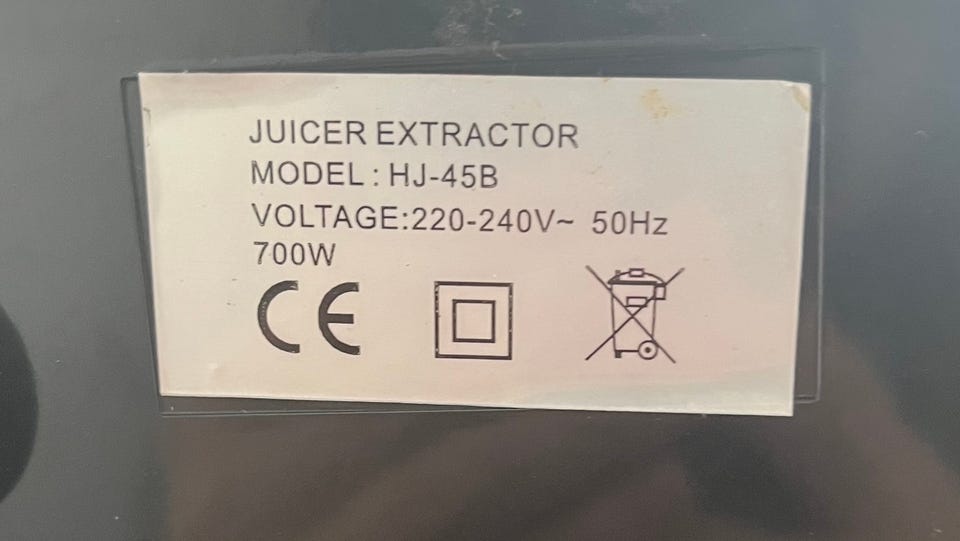 JUICER EXTRACTOR
MODEL : HJ-45B
VOLTAGE:220-240V~ 50Hz
700W
CE